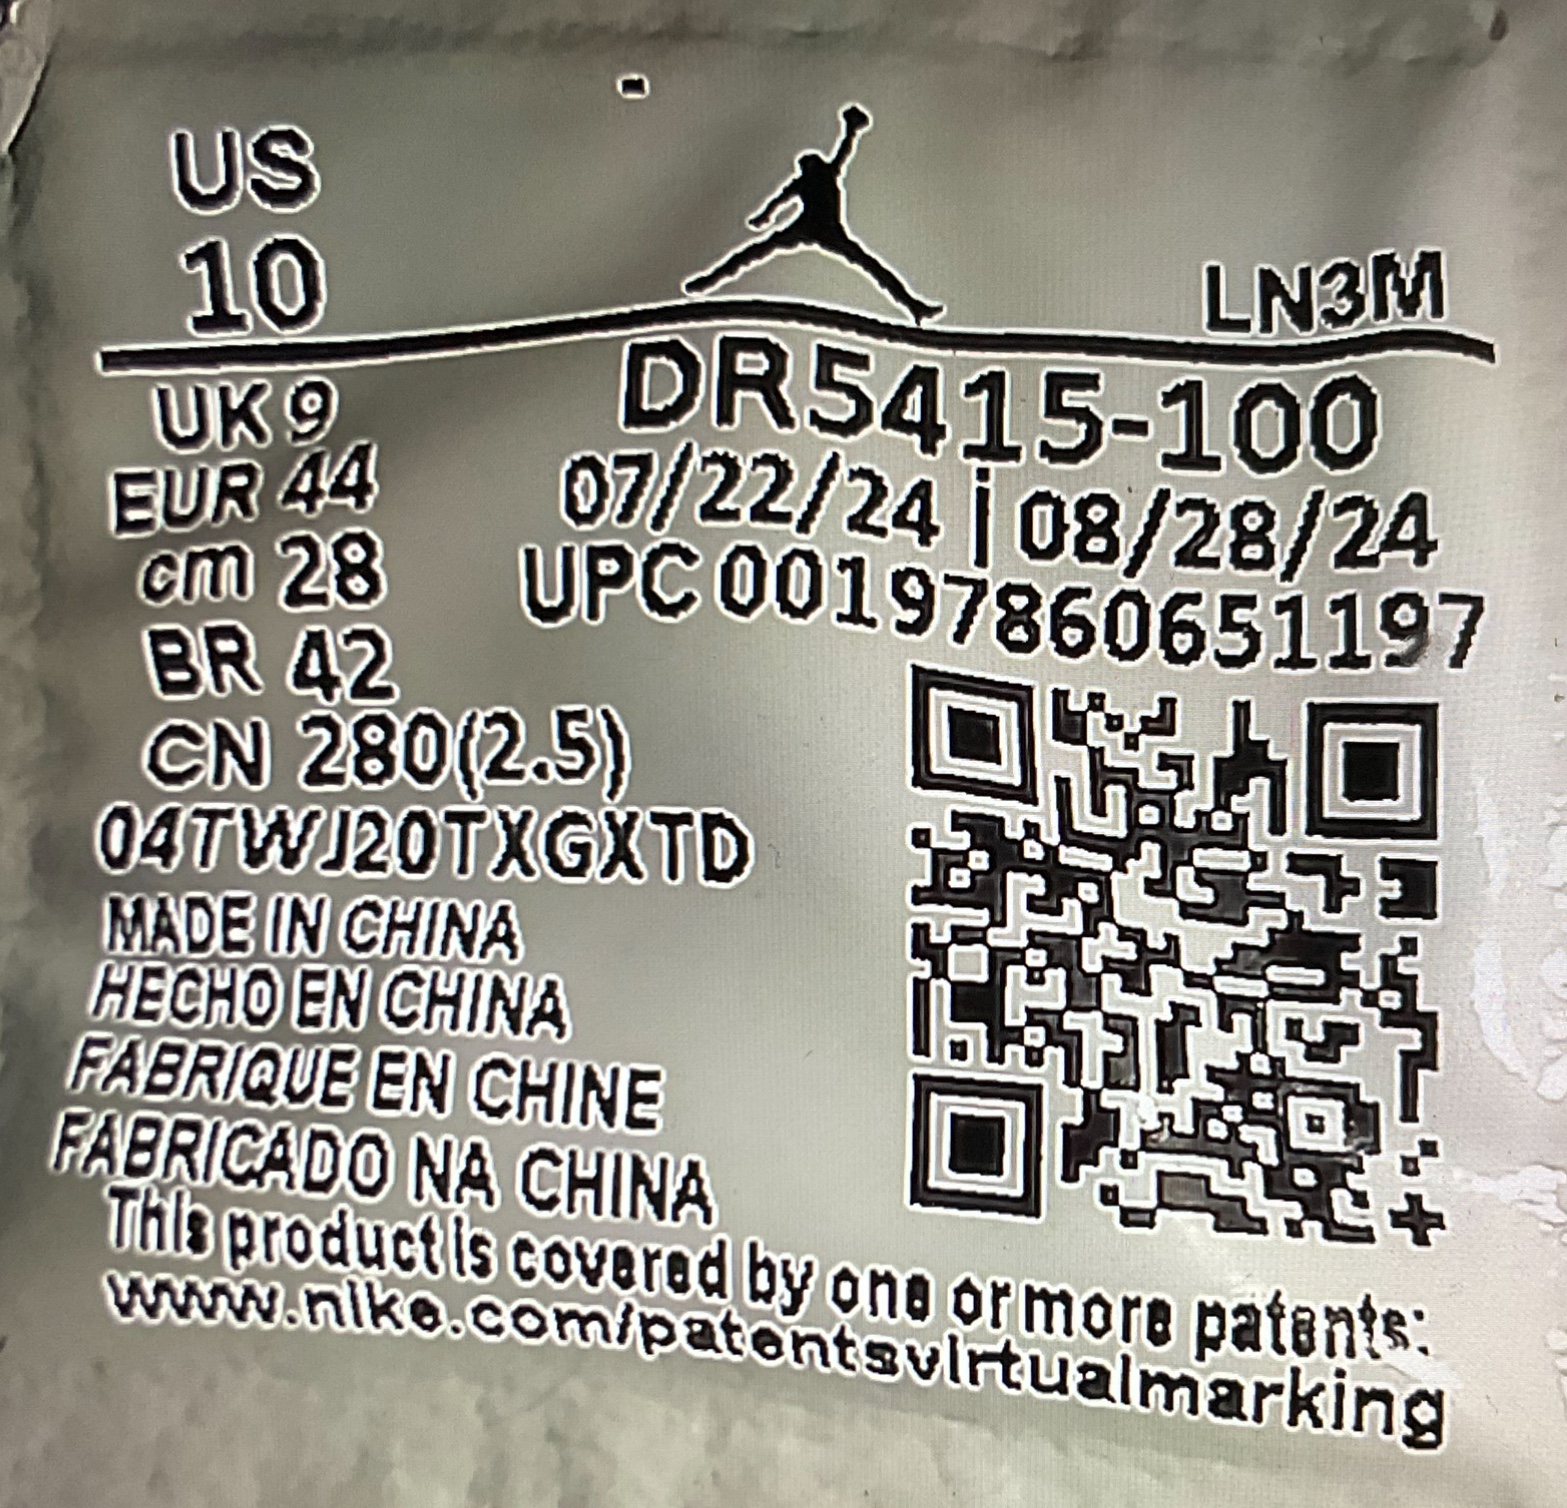 US
10
LN3M
UK 9
EUR 44
cm 28
BR 42
CN 280(2.5)
DR5415-100
07/22/24 | 08/28/24
UPC 00197860651197
04TWJ20TXGXTD
MADE IN CHINA
HECHO EN CHINA
FABRIQUE EN CHINE
FABRICADO NA CHINA
This product is covered by one or more patents:
www.nike.com/patentsvirtualmarking